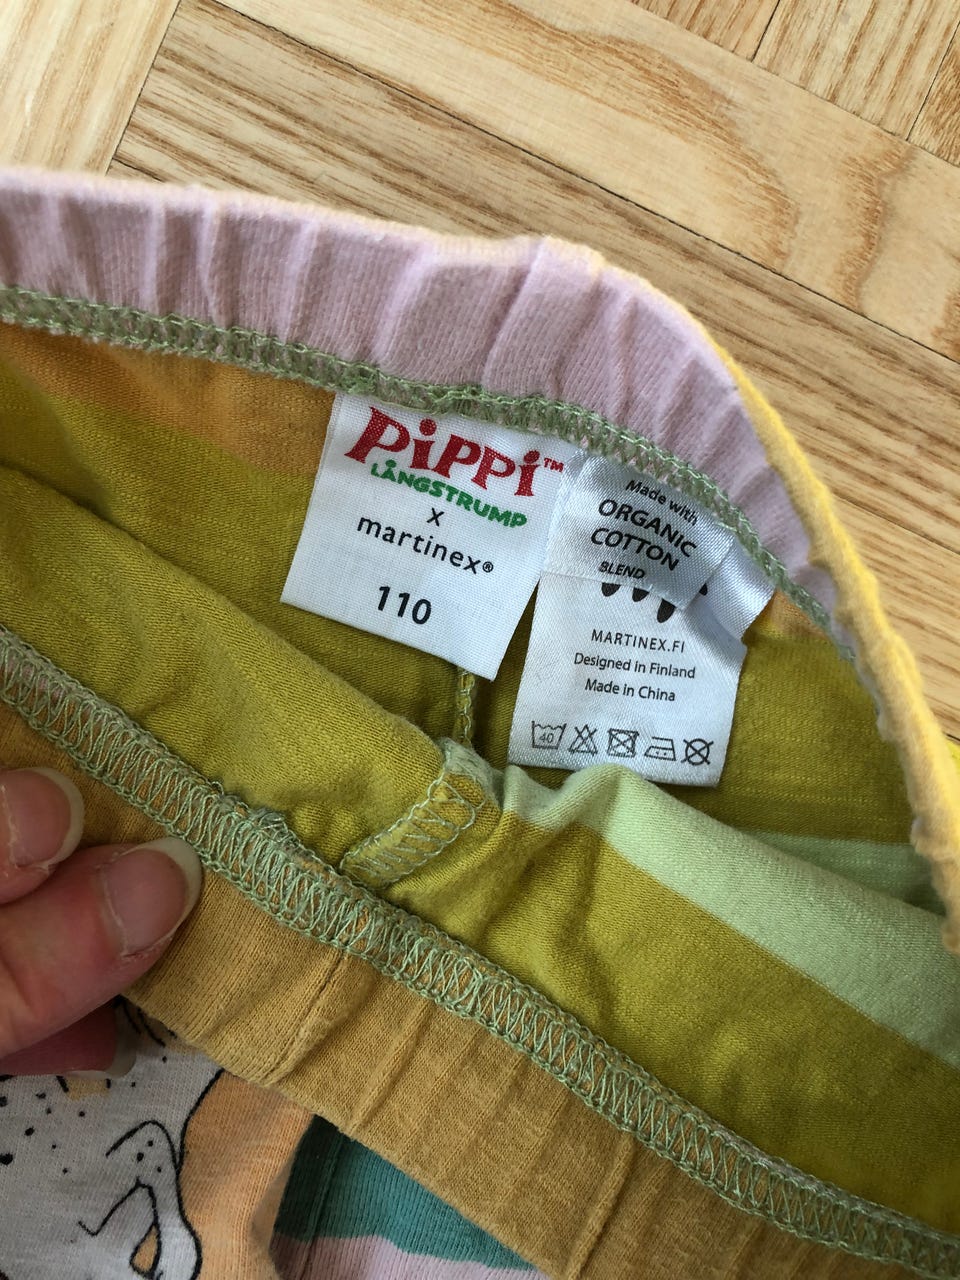 PIPPI™
LÅNGSTRUMP
x
martinex®
110
Made with
ORGANIC
COTTON
BLEND
MARTINEX.FI
Designed in Finland
Made in China
40